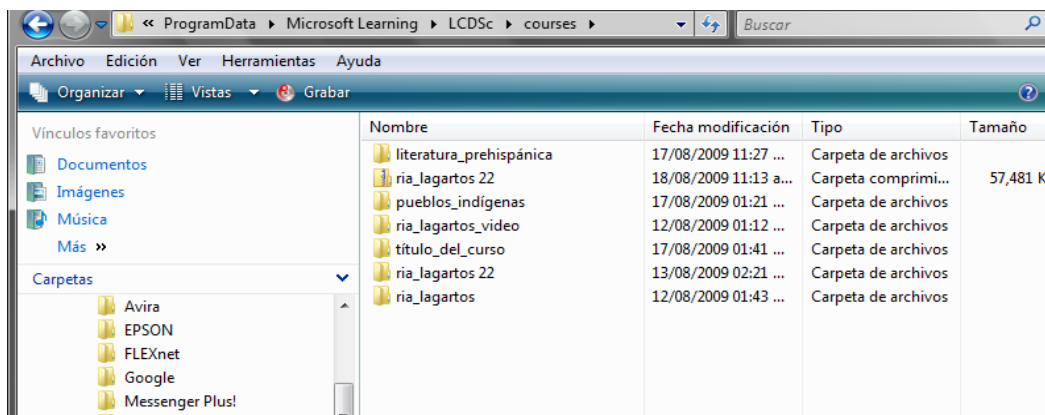 « ProgramData ▸ Microsoft Learning ▸ LCDSc ▸ courses ▸ Buscar
Archivo Edición Ver Herramientas Ayuda
Organizar Vistas Grabar
Vínculos favoritos
Documentos
Imágenes
Música
Más »
Carpetas
Avira
EPSON
FLEXnet
Google
Messenger Plus!
Nombre Fecha modificación Tipo Tamaño
literatura_prehispánica 17/08/2009 11:27 ... Carpeta de archivos
ria_lagartos 22 18/08/2009 11:13 a... Carpeta comprimi... 57,481 K
pueblos_indígenas 17/08/2009 01:21 ... Carpeta de archivos
ria_lagartos_video 12/08/2009 01:12 ... Carpeta de archivos
título_del_curso 17/08/2009 01:41 ... Carpeta de archivos
ria_lagartos 22 13/08/2009 02:21 ... Carpeta de archivos
ria_lagartos 12/08/2009 01:43 ... Carpeta de archivos